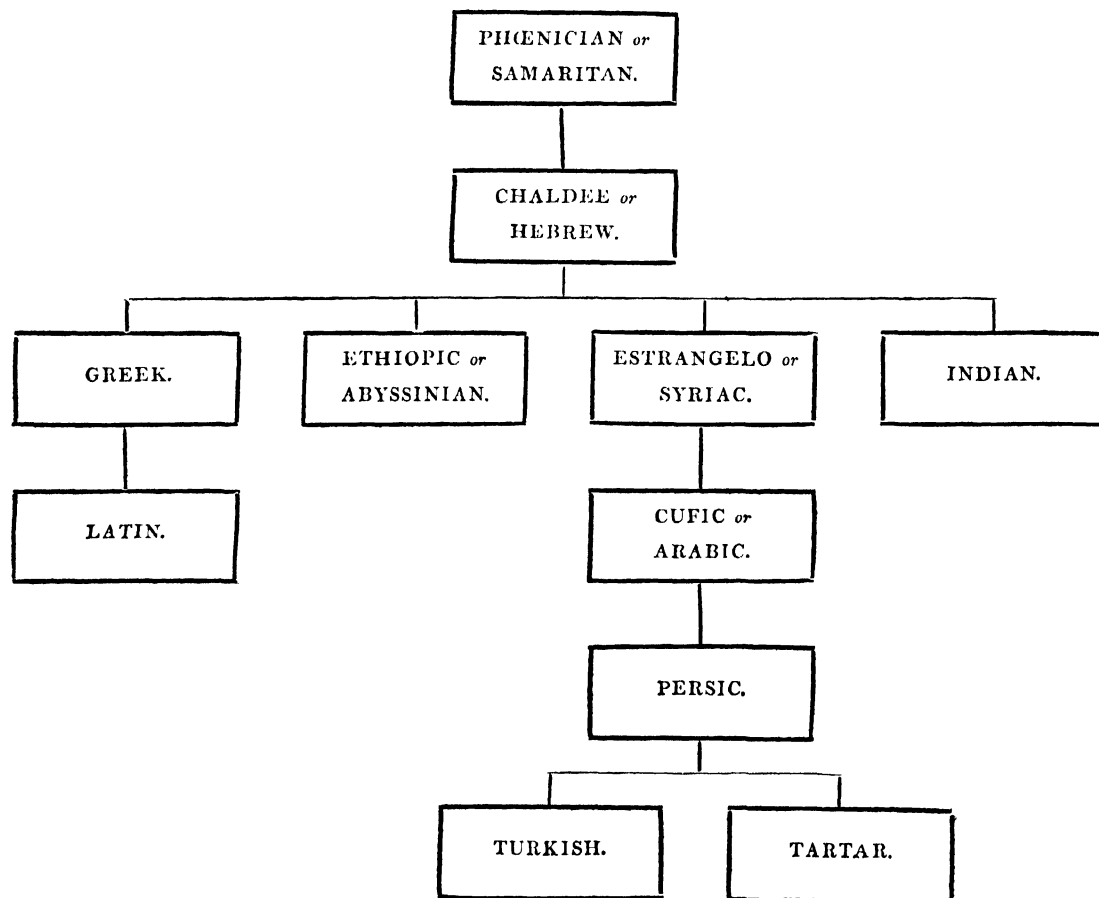 PHŒNICIAN or
SAMARITAN.
CHALDEE or
HEBREW.
GREEK.
ETHIOPIC or
ABYSSINIAN.
ESTRANGELO or
SYRIAC.
INDIAN.
LATIN.
CUFIC or
ARABIC.
PERSIC.
TURKISH.
TARTAR.